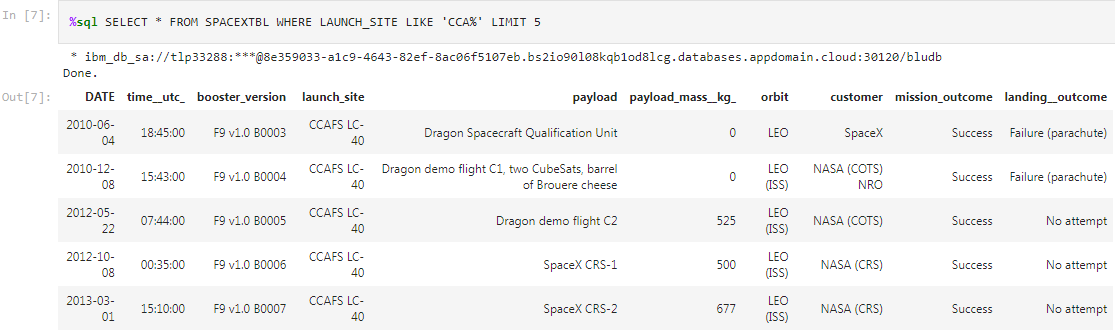 In [7]: %sql SELECT * FROM SPACEXTBL WHERE LAUNCH_SITE LIKE 'CCA%' LIMIT 5
* ibm_db_sa://tlp33288:***@8e359033-a1c9-4643-82ef-8ac06f5107eb.bs2io90l08kqb1od8lcg.databases.appdomain.cloud:30120/bludb
Done.
Out[7]: DATE time__utc_ booster_version launch_site payload payload_mass__kg_ orbit customer mission_outcome landing__outcome
2010-06-04 18:45:00 F9 v1.0 B0003 CCAFS LC-40 Dragon Spacecraft Qualification Unit 0 LEO SpaceX Success Failure (parachute)
2010-12-08 15:43:00 F9 v1.0 B0004 CCAFS LC-40 Dragon demo flight C1, two CubeSats, barrel of Brouere cheese 0 LEO (ISS) NASA (COTS) NRO Success Failure (parachute)
2012-05-22 07:44:00 F9 v1.0 B0005 CCAFS LC-40 Dragon demo flight C2 525 LEO (ISS) NASA (COTS) Success No attempt
2012-10-08 00:35:00 F9 v1.0 B0006 CCAFS LC-40 SpaceX CRS-1 500 LEO (ISS) NASA (CRS) Success No attempt
2013-03-01 15:10:00 F9 v1.0 B0007 CCAFS LC-40 SpaceX CRS-2 677 LEO (ISS) NASA (CRS) Success No attempt